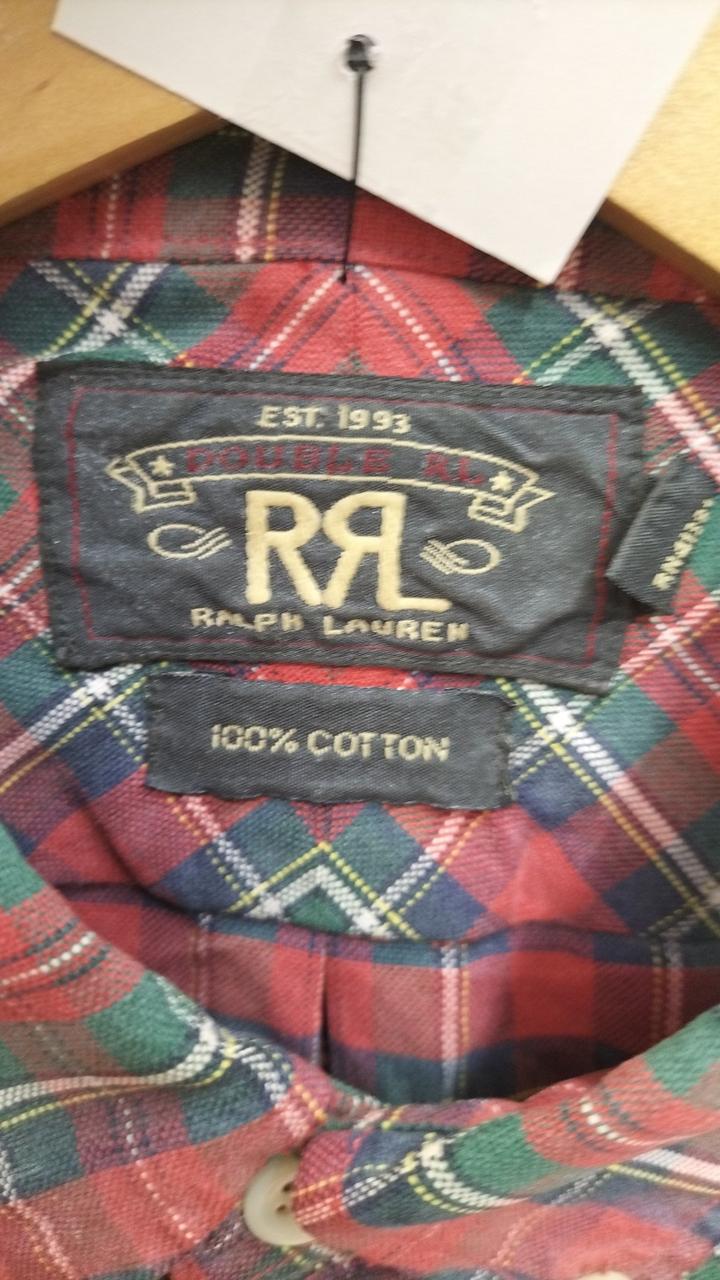 EST. 1993
DOUBLE RL
RRL
RALPH LAUREN
100% COTTON